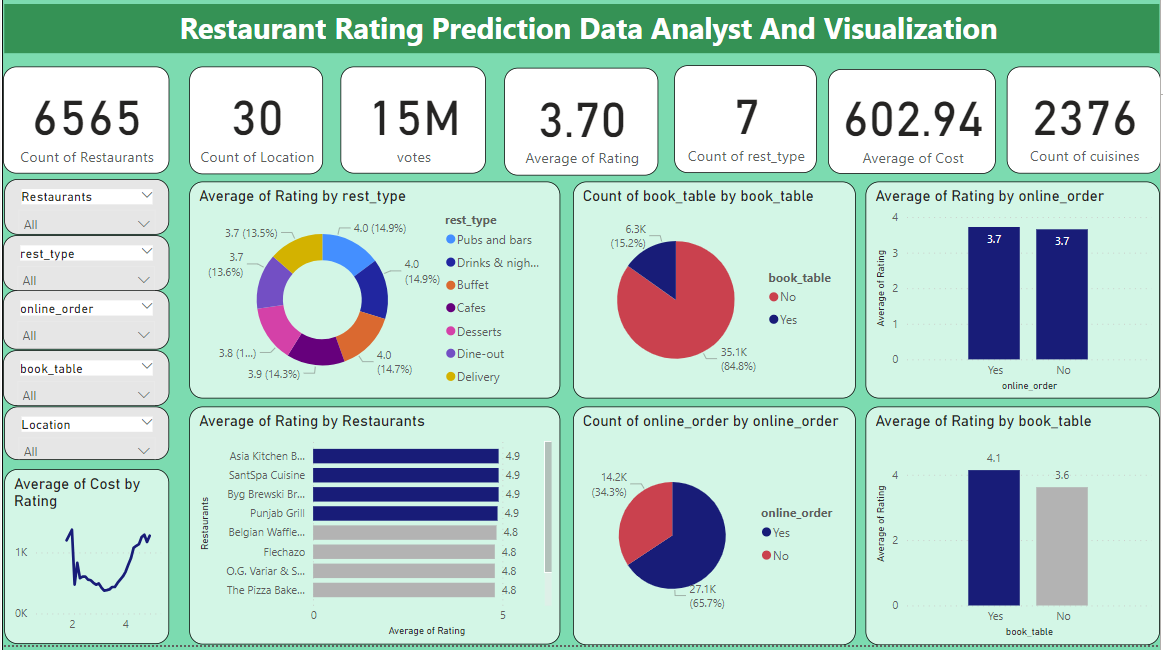 Restaurant Rating Prediction Data Analyst And Visualization
6565
Count of Restaurants
30
Count of Location
15M
votes
3.70
Average of Rating
7
Count of rest_type
602.94
Average of Cost
2376
Count of cuisines
Restaurants
All
rest_type
All
online_order
All
book_table
All
Location
All
Average of Cost by
Rating
1K
0K
2
4
Average of Rating by rest_type
3.7 (13.5%)
4.0 (14.9%)
3.7
(13.6%)
4.0
(14.9%)
3.8 (1...)
4.0
(14.7%)
3.9 (14.3%)
rest_type
Pubs and bars
Drinks & nigh...
Buffet
Cafes
Desserts
Dine-out
Delivery
Count of book_table by book_table
6.3K
(15.2%)
35.1K
(84.8%)
book_table
No
Yes
Average of Rating by online_order
Average of Rating
4
3
2
1
0
3.7
3.7
Yes
No
online_order
Average of Rating by Restaurants
Restaurants
Asia Kitchen B...
4.9
SantSpa Cuisine
4.9
Byg Brewski Br...
4.9
Punjab Grill
4.9
Belgian Waffle...
4.8
Flechazo
4.8
O.G. Variar & S...
4.8
The Pizza Bake...
4.8
0
5
Average of Rating
Count of online_order by online_order
14.2K
(34.3%)
27.1K
(65.7%)
online_order
Yes
No
Average of Rating by book_table
Average of Rating
4
2
0
4.1
3.6
Yes
No
book_table